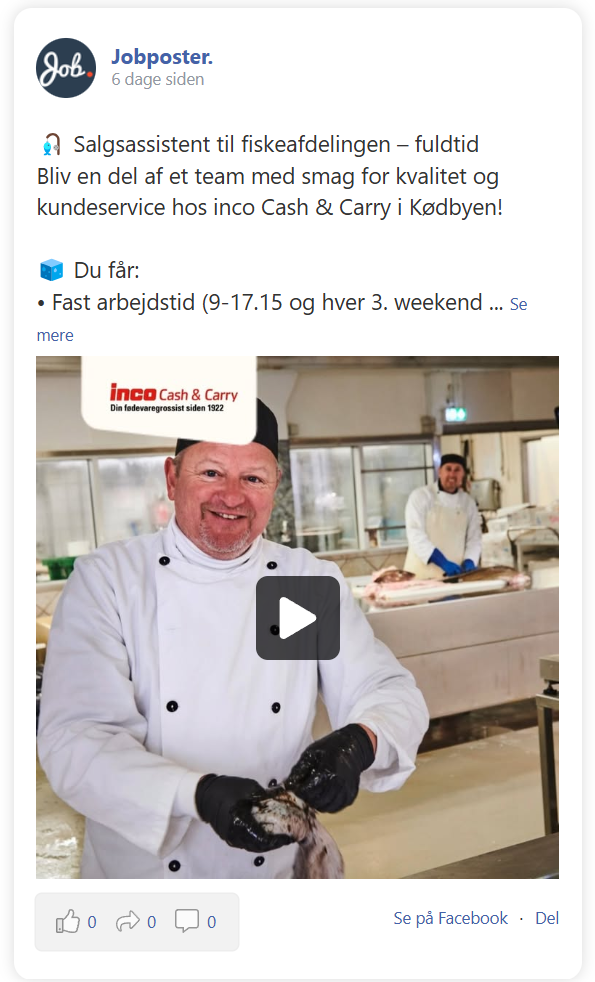 Job.
Jobposter.
6 dage siden
Salgsassistent til fiskeafdelingen – fuldtid
Bliv en del af et team med smag for kvalitet og
kundeservice hos inco Cash & Carry i Kødbyen!
Du får:
• Fast arbejdstid (9-17.15 og hver 3. weekend ... Se
mere
inco Cash & Carry
Din fødevaregrossist siden 1922
0 0 0
Se på Facebook · Del